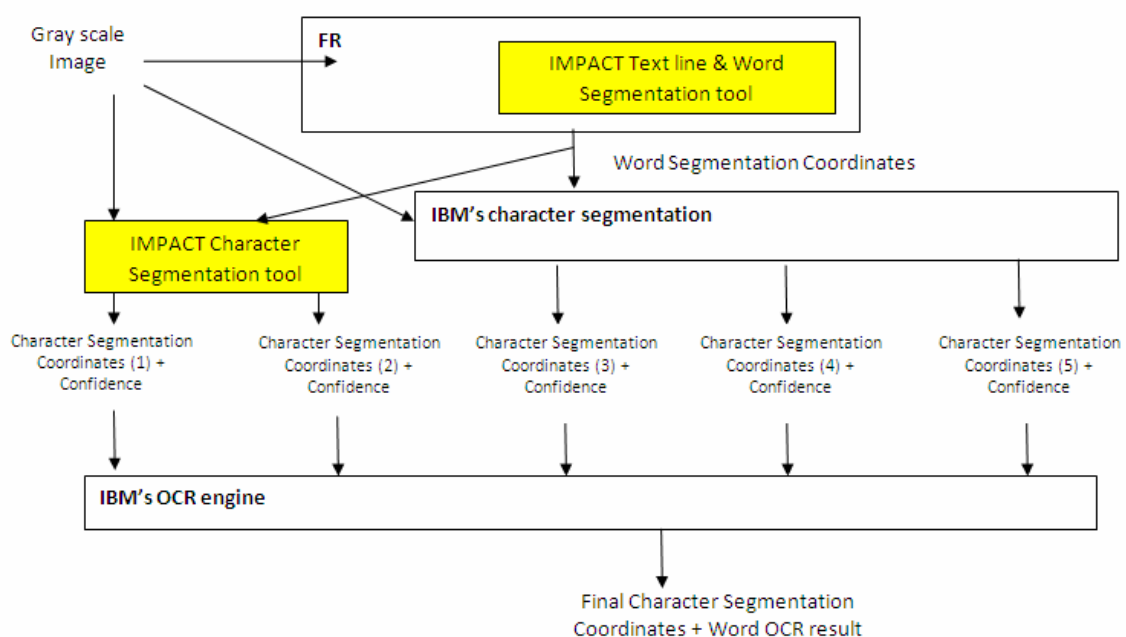 Gray scale
Image
FR
IMPACT Text line & Word
Segmentation tool
Word Segmentation Coordinates
IBM's character segmentation
IMPACT Character
Segmentation tool
Character Segmentation
Coordinates (1) +
Confidence
Character Segmentation
Coordinates (2) +
Confidence
Character Segmentation
Coordinates (3) +
Confidence
Character Segmentation
Coordinates (4) +
Confidence
Character Segmentation
Coordinates (5) +
Confidence
IBM's OCR engine
Final Character Segmentation
Coordinates + Word OCR result